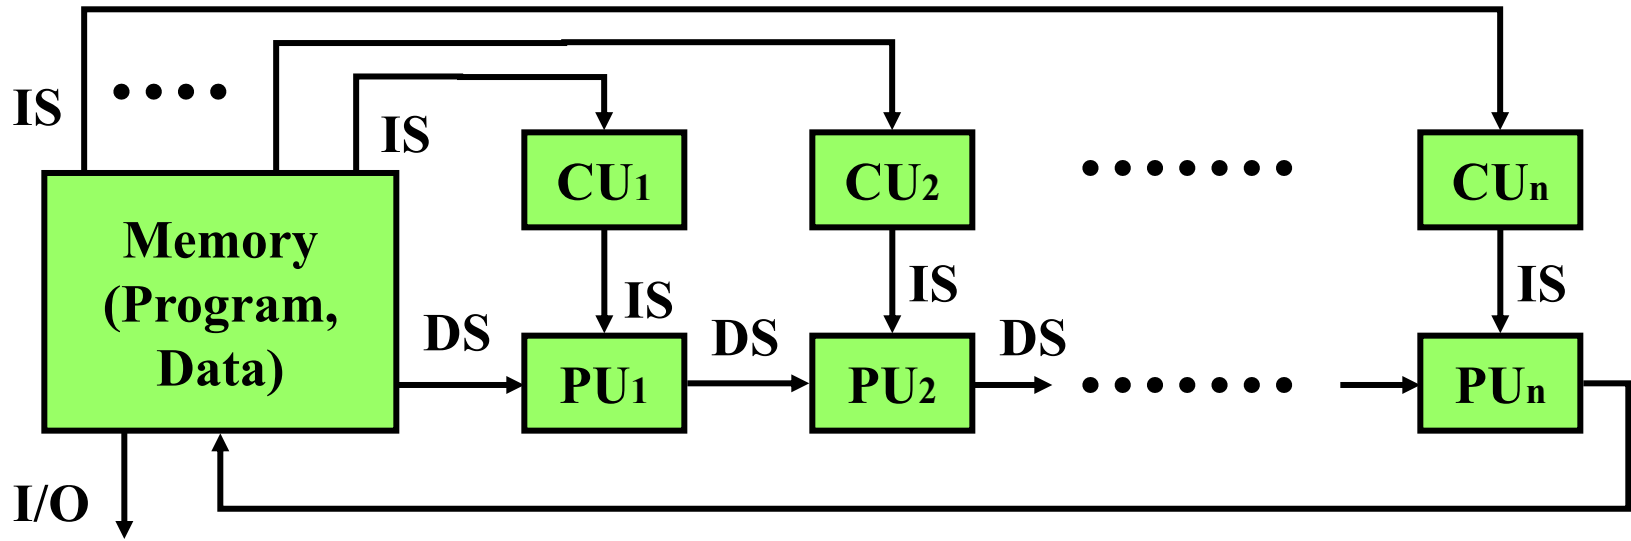 IS
IS
CU1
CU2
CUn
Memory
(Program,
Data)
IS
IS
IS
DS
DS
DS
PU1
PU2
PUn
I/O